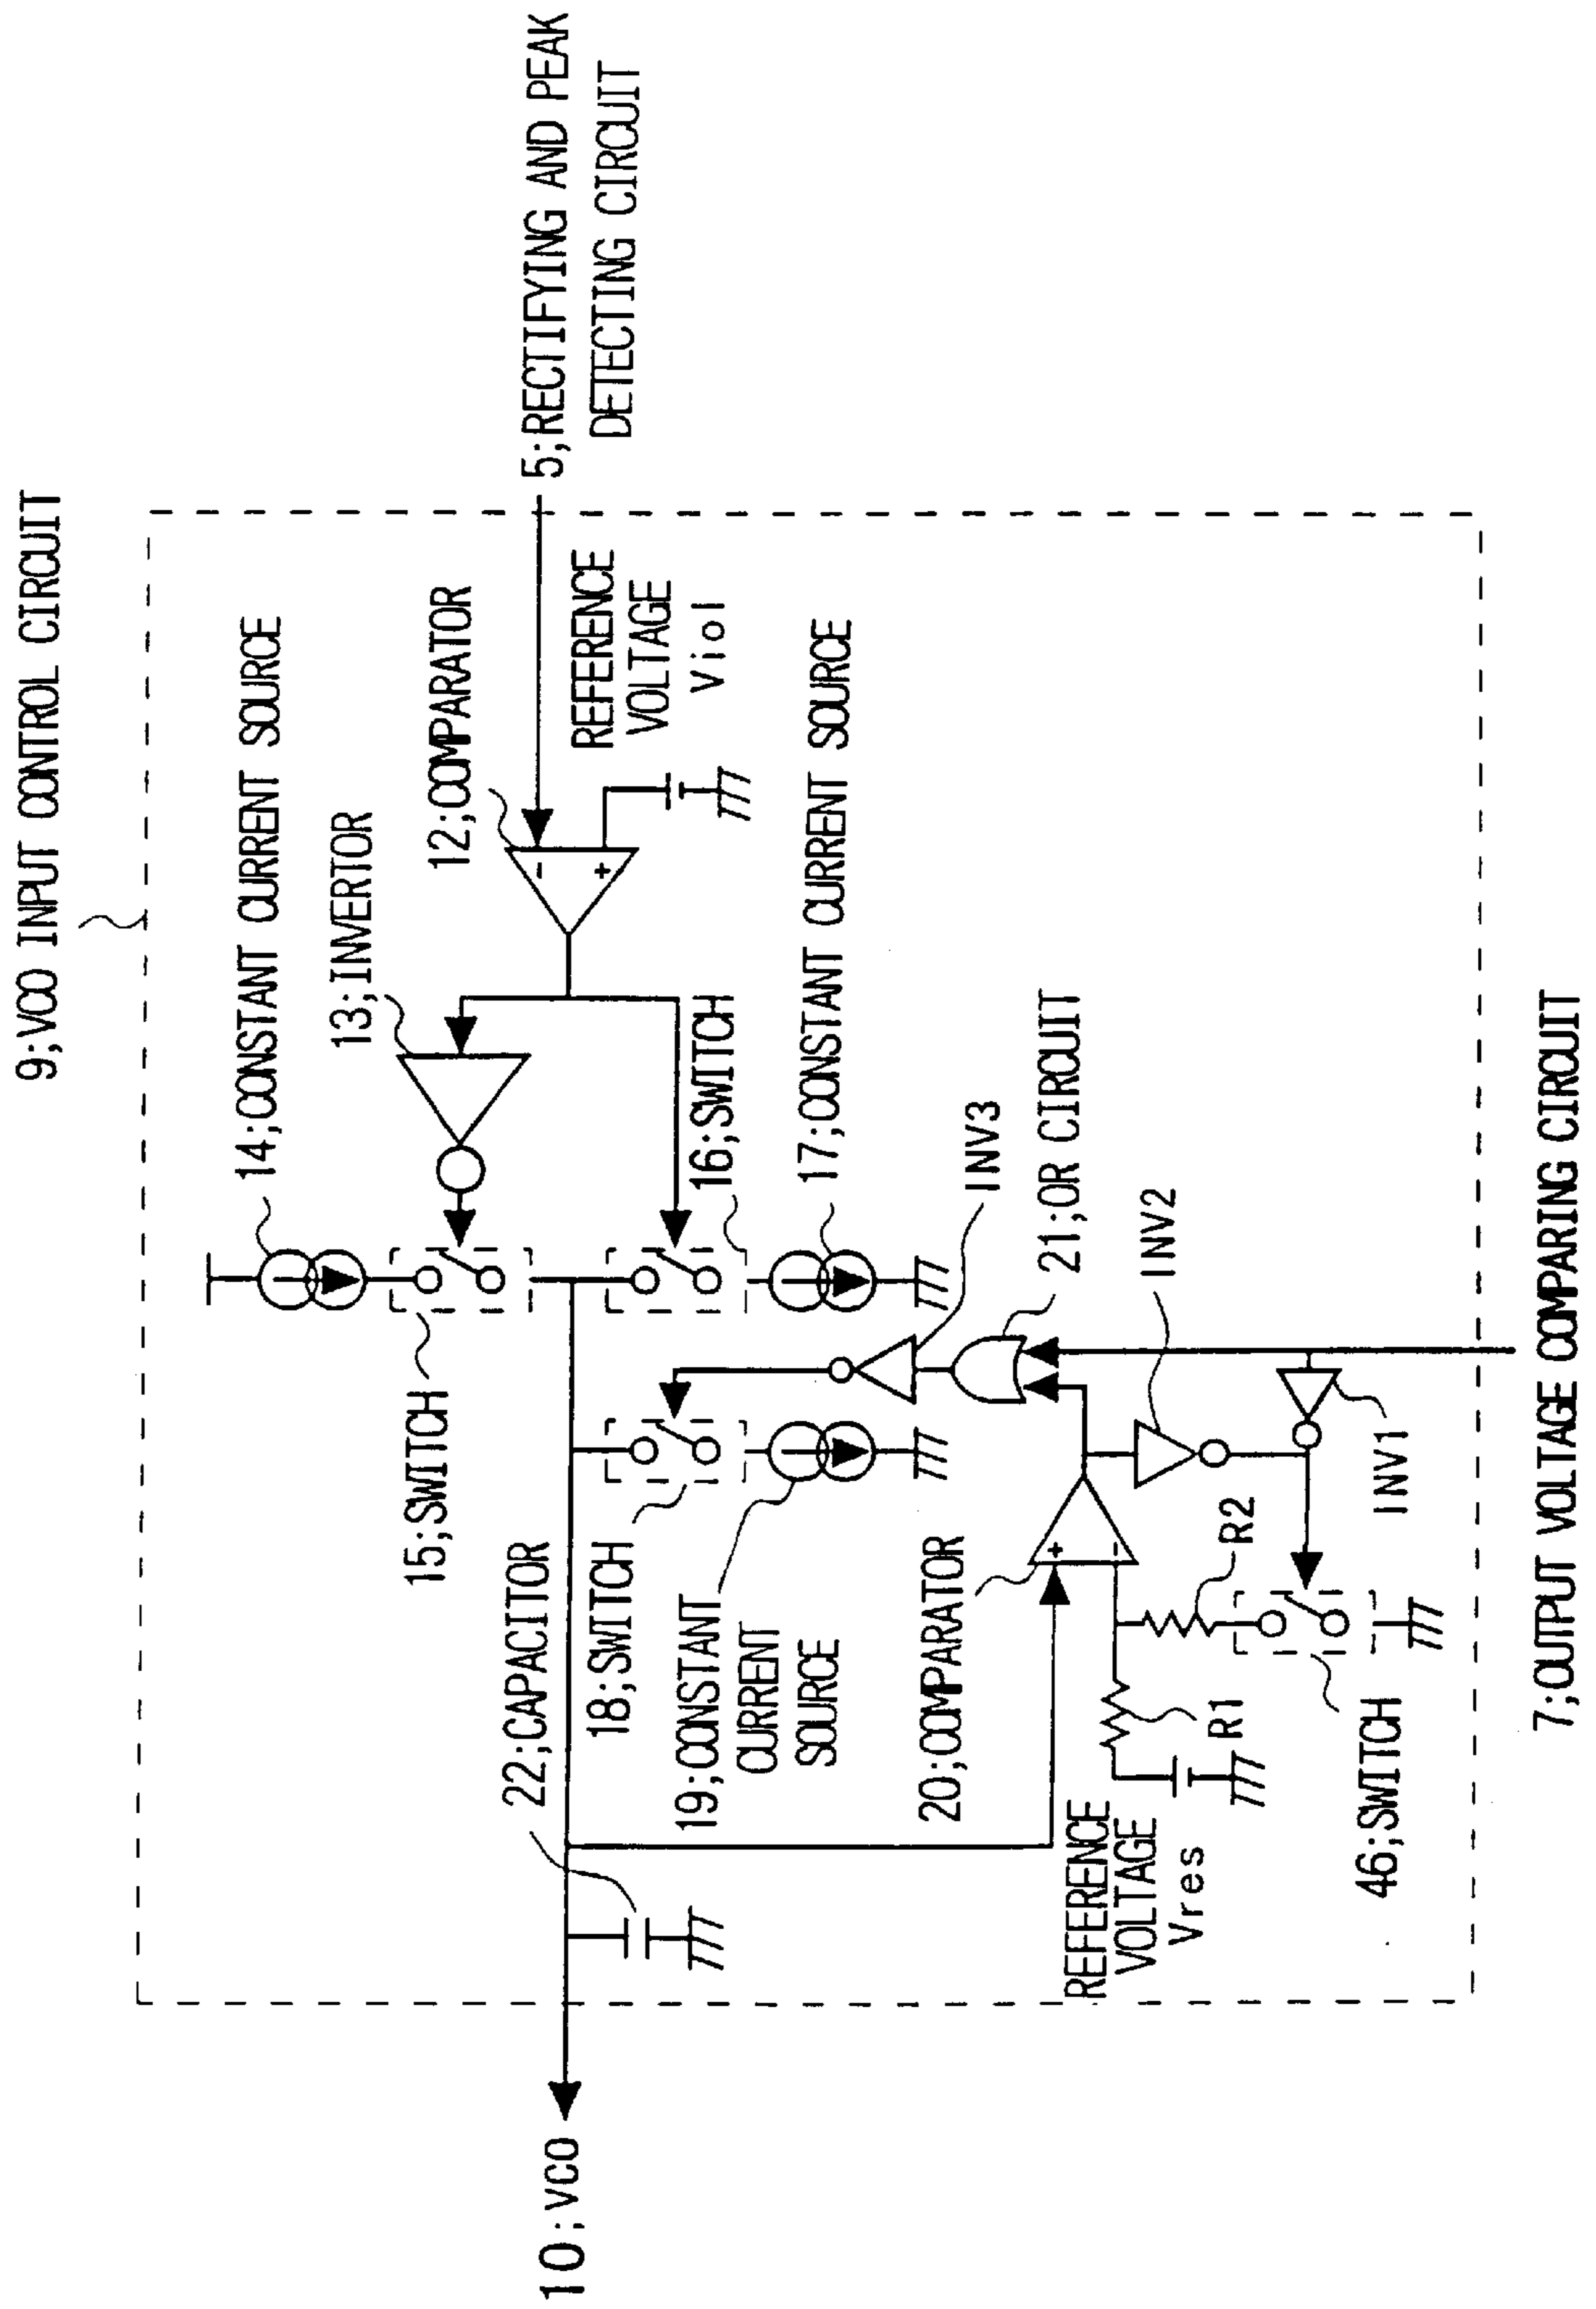 9;VCO INPUT CONTROL CIRCUIT
14;CONSTANT CURRENT SOURCE
13;INVERTOR
12;COMPARATOR
5;RECTIFYING AND PEAK
DETECTING CIRCUIT
REFERENCE
VOLTAGE
Viol
15;SWITCH
16;SWITCH
17;CONSTANT CURRENT SOURCE
22;CAPACITOR
18;SWITCH
19;CONSTANT
CURRENT
SOURCE
INV3
21;OR CIRCUIT
10;VCO
20;COMPARATOR
INV2
REFERENCE
VOLTAGE
Vres
R1
R2
INV1
46;SWITCH
7;OUTPUT VOLTAGE COMPARING CIRCUIT
-
+
+
-